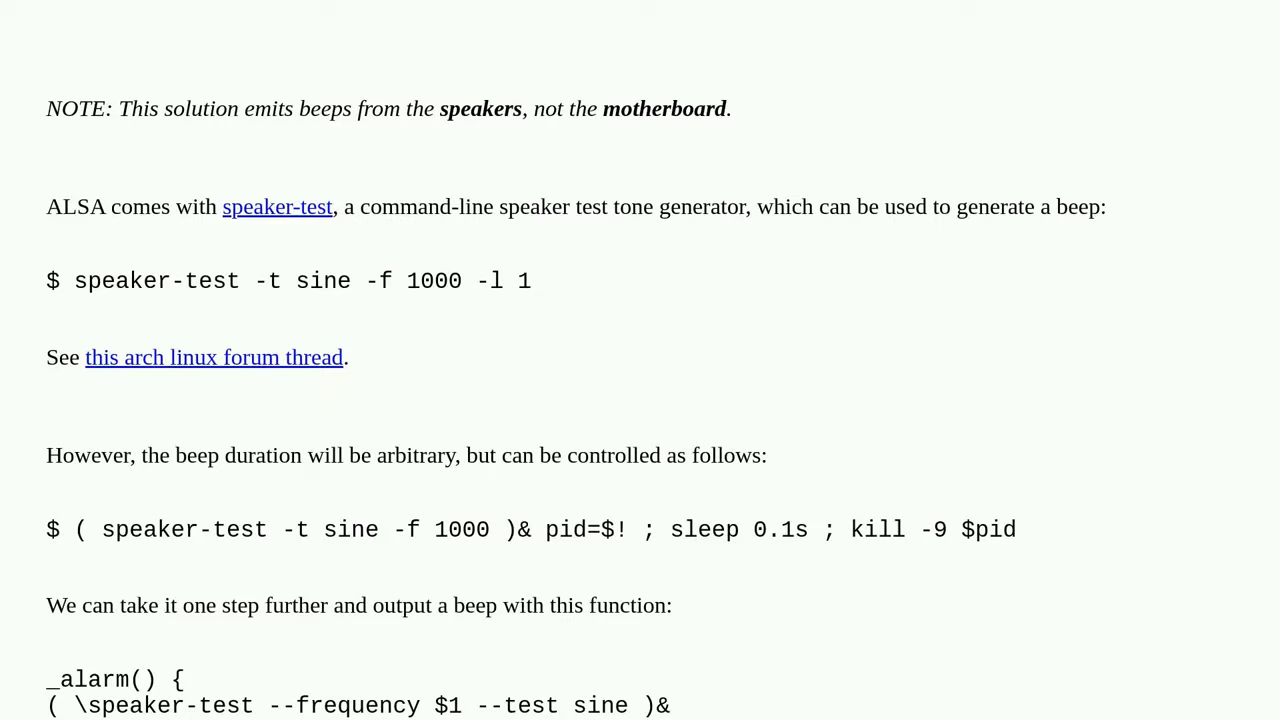 NOTE: This solution emits beeps from the speakers, not the motherboard.
ALSA comes with speaker-test, a command-line speaker test tone generator, which can be used to generate a beep:
$ speaker-test -t sine -f 1000 -l 1
See this arch linux forum thread.
However, the beep duration will be arbitrary, but can be controlled as follows:
$ ( speaker-test -t sine -f 1000 )& pid=$! ; sleep 0.1s ; kill -9 $pid
We can take it one step further and output a beep with this function:
_alarm() {
( \speaker-test --frequency $1 --test sine )&